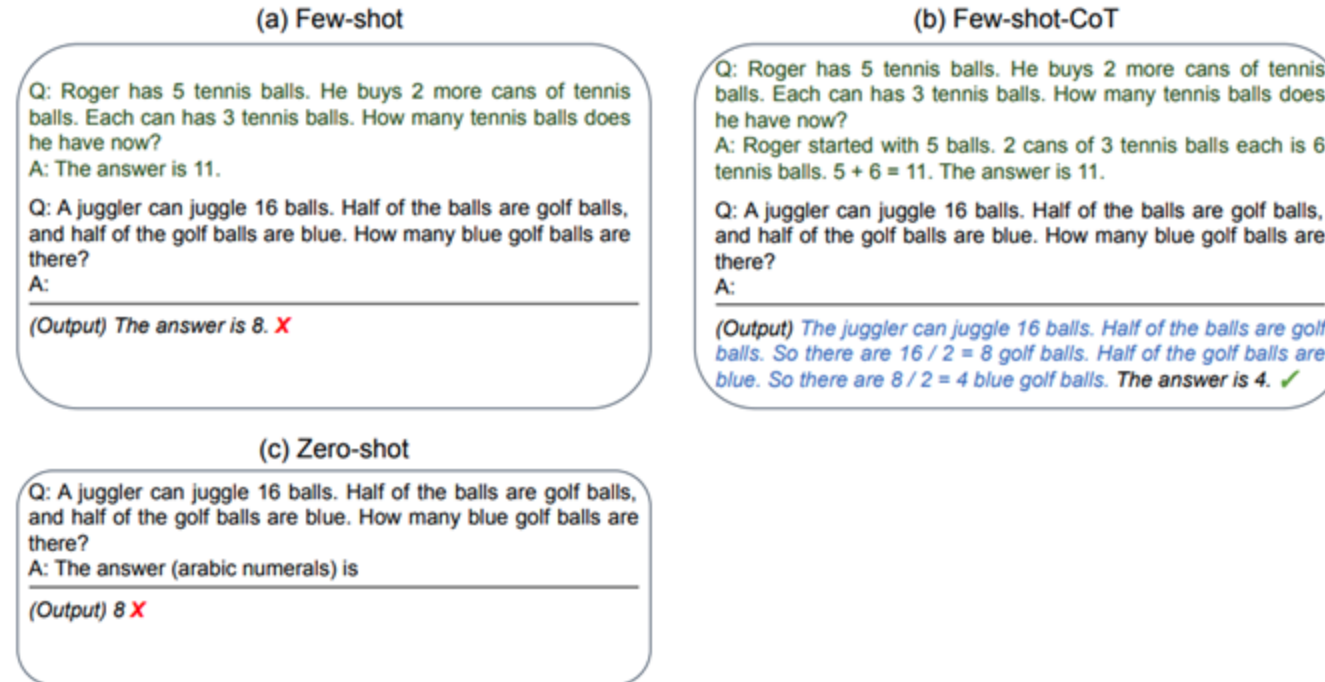 (a) Few-shot
Q: Roger has 5 tennis balls. He buys 2 more cans of tennis
balls. Each can has 3 tennis balls. How many tennis balls does
he have now?
A: The answer is 11.
Q: A juggler can juggle 16 balls. Half of the balls are golf balls,
and half of the golf balls are blue. How many blue golf balls are
there?
A:
(Output) The answer is 8. X
(b) Few-shot-CoT
Q: Roger has 5 tennis balls. He buys 2 more cans of tennis
balls. Each can has 3 tennis balls. How many tennis balls does
he have now?
A: Roger started with 5 balls. 2 cans of 3 tennis balls each is 6
tennis balls. 5 + 6 = 11. The answer is 11.
Q: A juggler can juggle 16 balls. Half of the balls are golf balls,
and half of the golf balls are blue. How many blue golf balls are
there?
A:
(Output) The juggler can juggle 16 balls. Half of the balls are golf
balls. So there are 16 / 2 = 8 golf balls. Half of the golf balls are
blue. So there are 8 / 2 = 4 blue golf balls. The answer is 4. ✓
(c) Zero-shot
Q: A juggler can juggle 16 balls. Half of the balls are golf balls,
and half of the golf balls are blue. How many blue golf balls are
there?
A: The answer (arabic numerals) is
(Output) 8 X